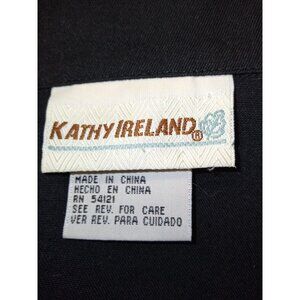 KATHY IRELAND®
MADE IN CHINA
HECHO EN CHINA
RN 54121
SEE REV. FOR CARE
VER REV. PARA CUIDADO